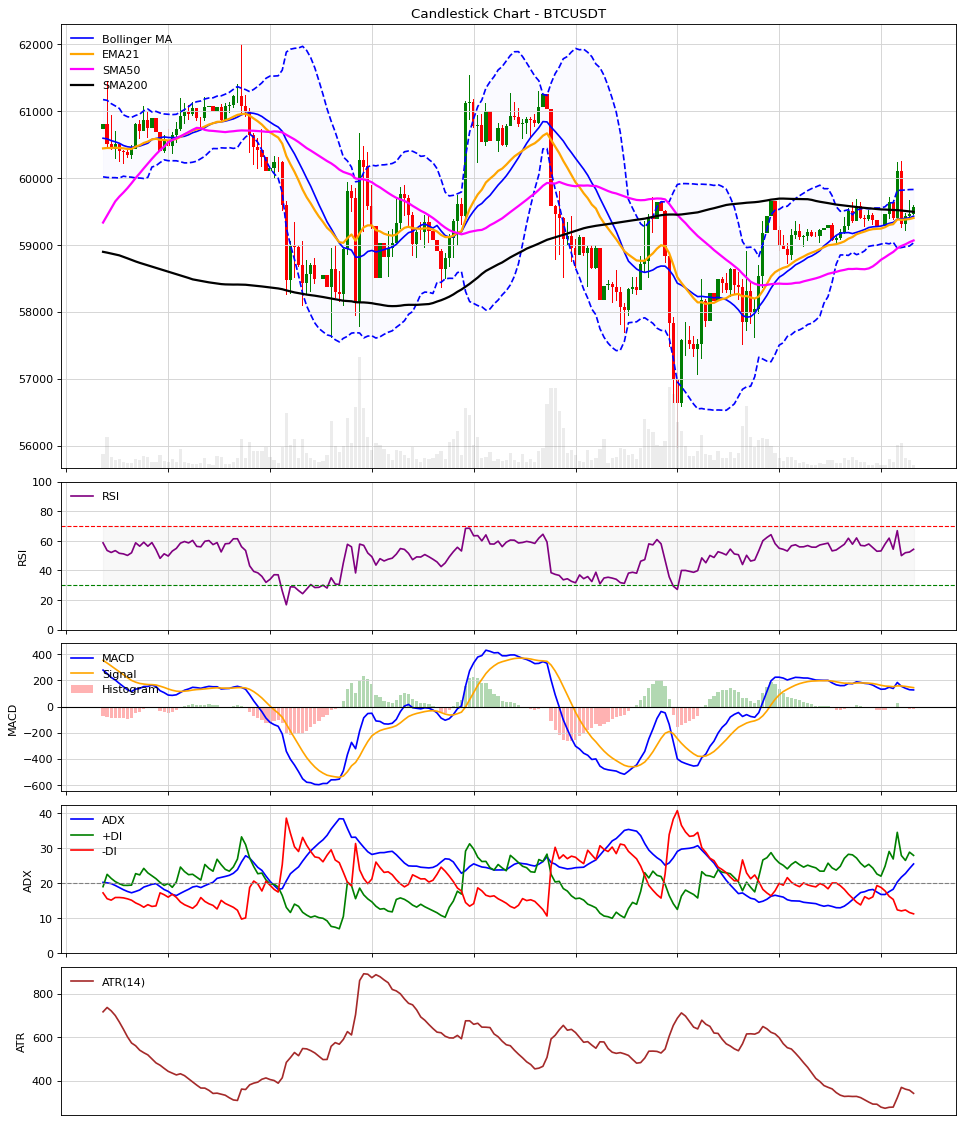 Candlestick Chart - BTCUSDT
62000
61000
60000
59000
58000
57000
56000
Bollinger MA
EMA21
SMA50
SMA200
100
80
60
40
20
0
RSI
RSI
400
200
0
−200
−400
−600
MACD
MACD
Signal
Histogram
40
30
20
10
0
ADX
ADX
+DI
-DI
800
600
400
ATR
ATR(14)